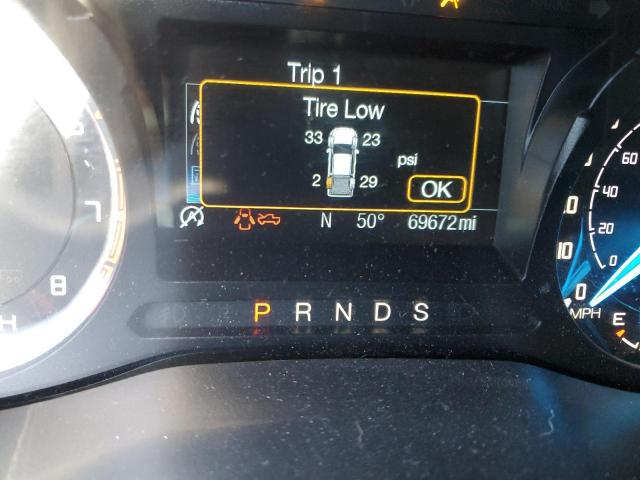 Trip 1
Tire Low
33 23
psi
2 29
OK
N 50° 69672mi
7
8
H
P R N D S
60
40
20
0
10
0
MPH
E